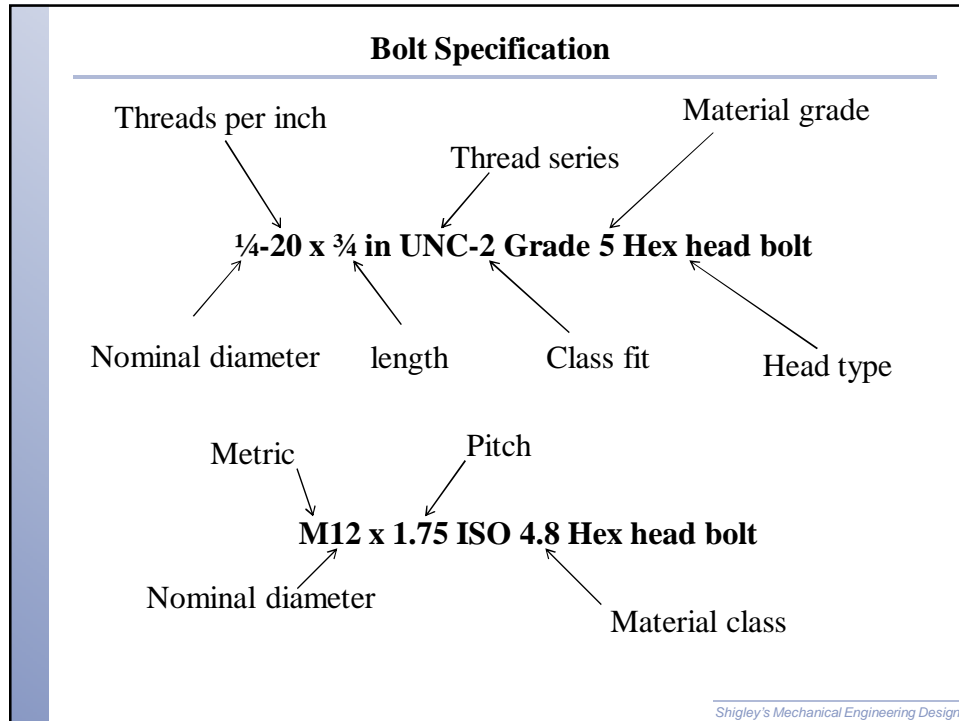 Bolt Specification
Threads per inch
Material grade
Thread series
¼-20 x ¾ in UNC-2 Grade 5 Hex head bolt
Nominal diameter
length
Class fit
Head type
Metric
Pitch
M12 x 1.75 ISO 4.8 Hex head bolt
Nominal diameter
Material class
Shigley's Mechanical Engineering Design